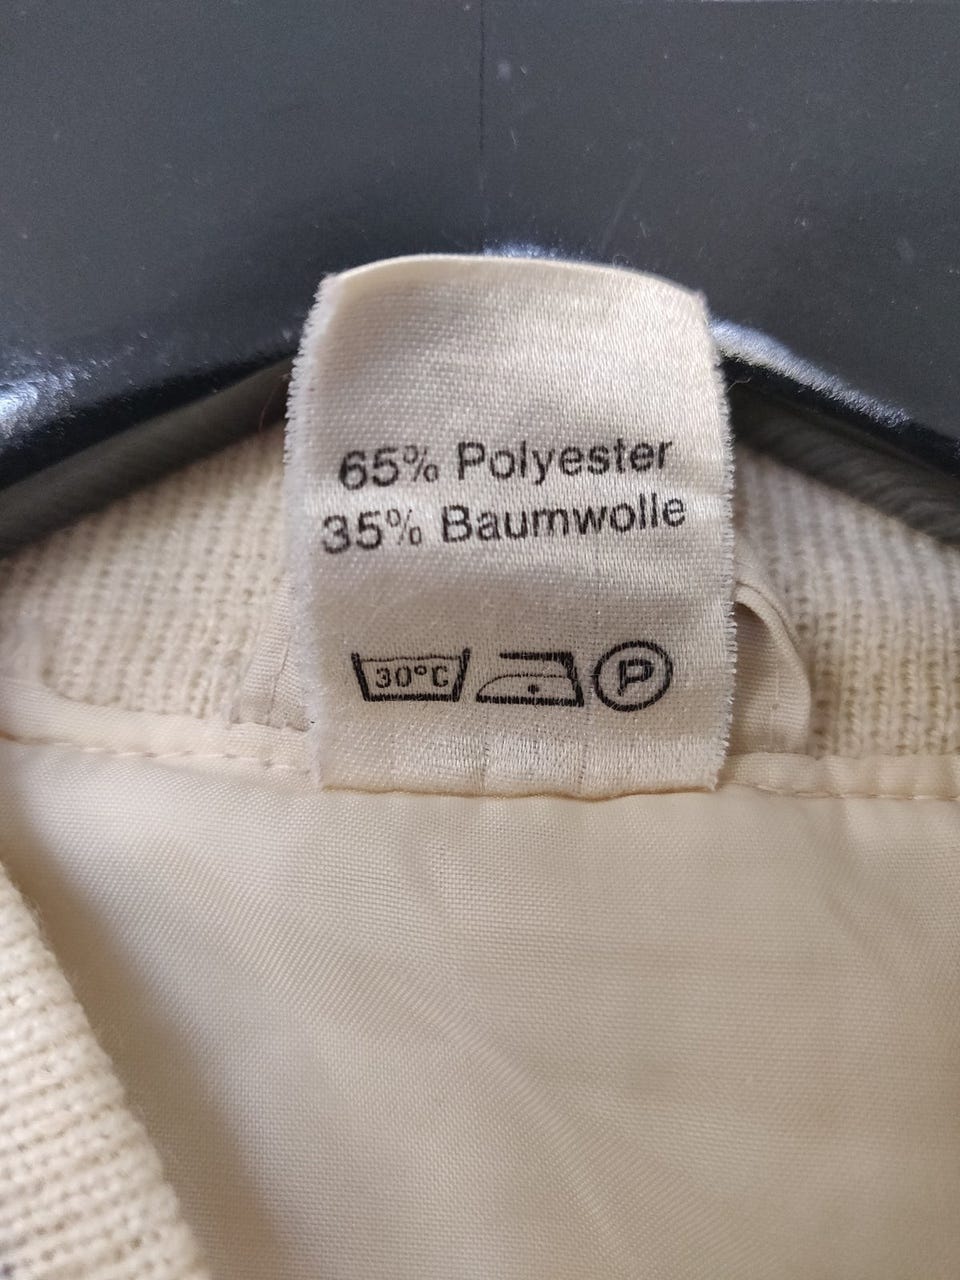 65% Polyester
35% Baumwolle
30°C P